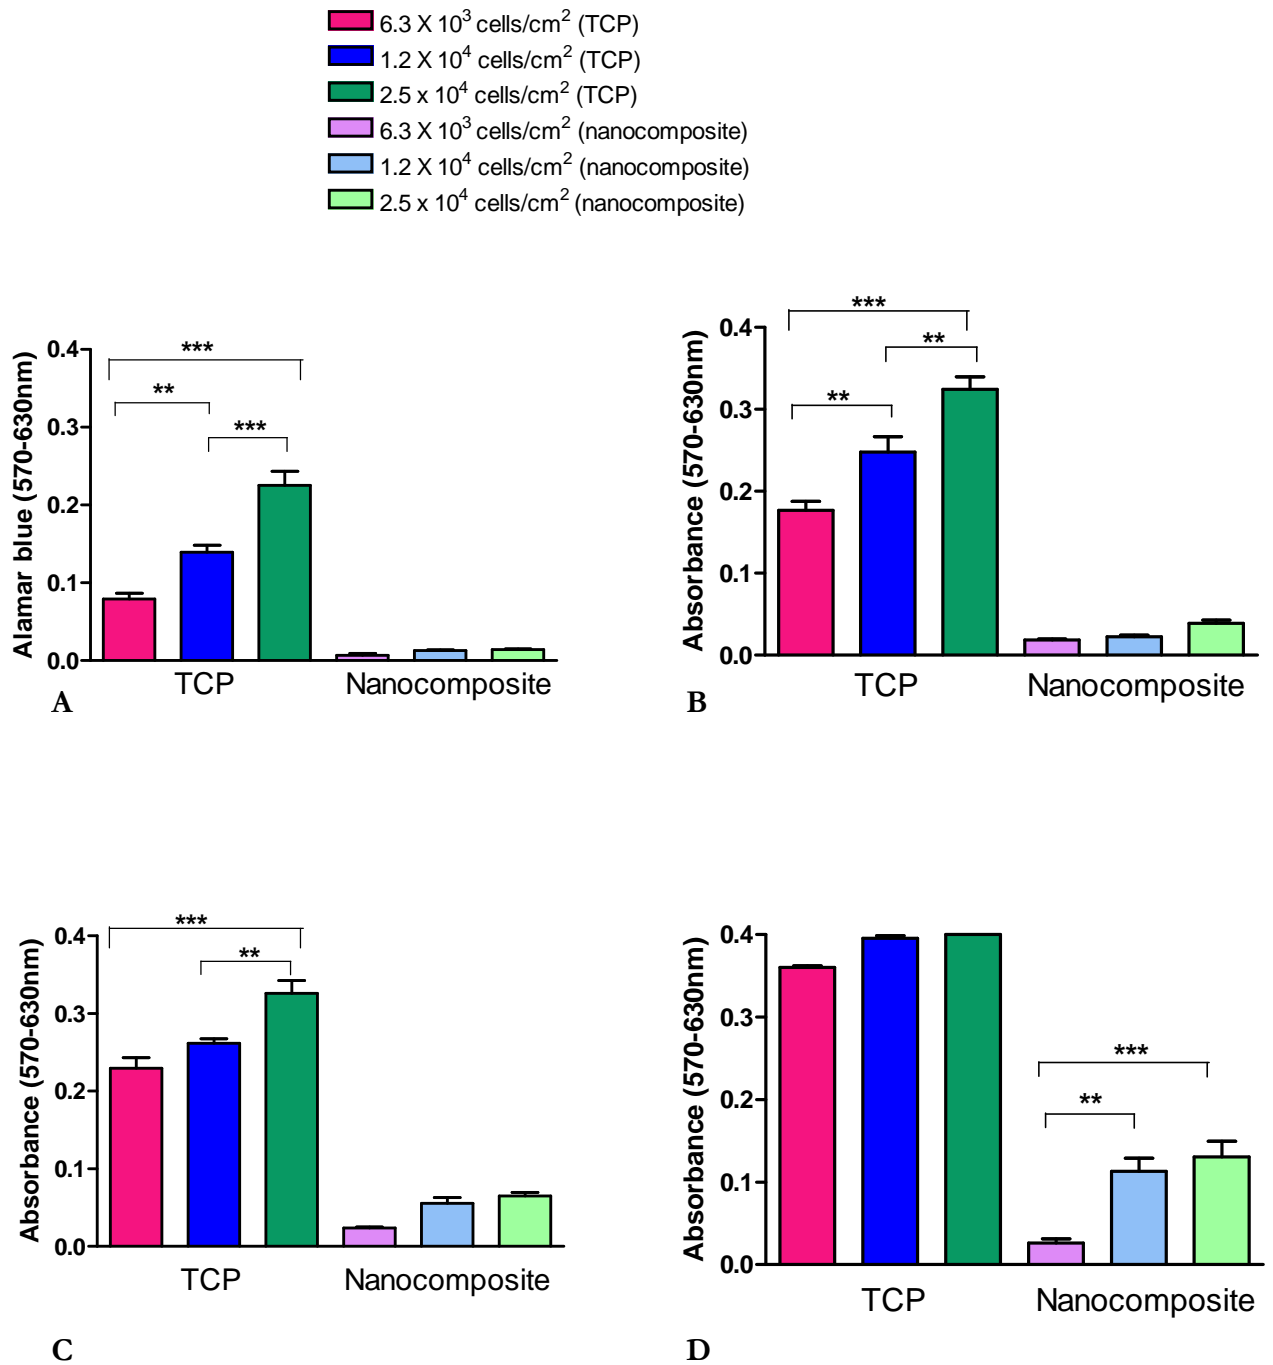 6.3 X 10³ cells/cm² (TCP)
1.2 X 10⁴ cells/cm² (TCP)
2.5 x 10⁴ cells/cm² (TCP)
6.3 X 10³ cells/cm² (nanocomposite)
1.2 X 10⁴ cells/cm² (nanocomposite)
2.5 x 10⁴ cells/cm² (nanocomposite)
Alamar blue (570-630nm)
0.4
0.3
0.2
0.1
0.0
***
**
***
TCP
Nanocomposite
A
Absorbance (570-630nm)
0.4
0.3
0.2
0.1
0.0
***
**
**
TCP
Nanocomposite
B
Absorbance (570-630nm)
0.4
0.3
0.2
0.1
0.0
***
**
TCP
Nanocomposite
C
Absorbance (570-630nm)
0.4
0.3
0.2
0.1
0.0
***
**
TCP
Nanocomposite
D